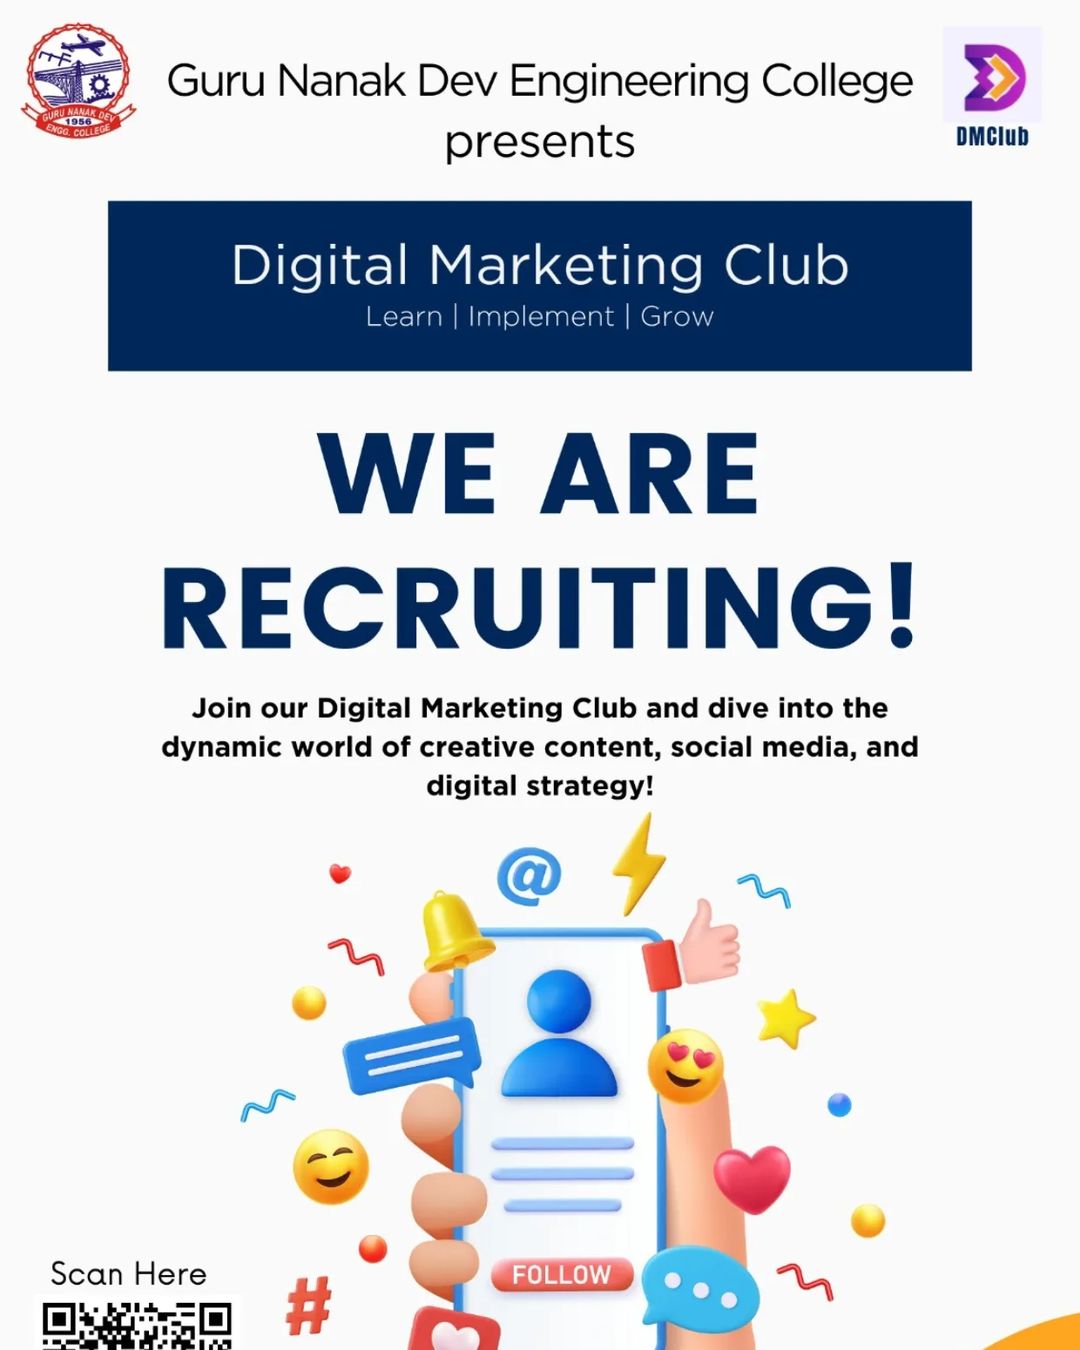 Guru Nanak Dev Engineering College
presents
GURU NANAK DEV
1956
ENGG. COLLEGE
DMClub
Digital Marketing Club
Learn | Implement | Grow
WE ARE
RECRUITING!
Join our Digital Marketing Club and dive into the
dynamic world of creative content, social media, and
digital strategy!
@
FOLLOW
Scan Here
#